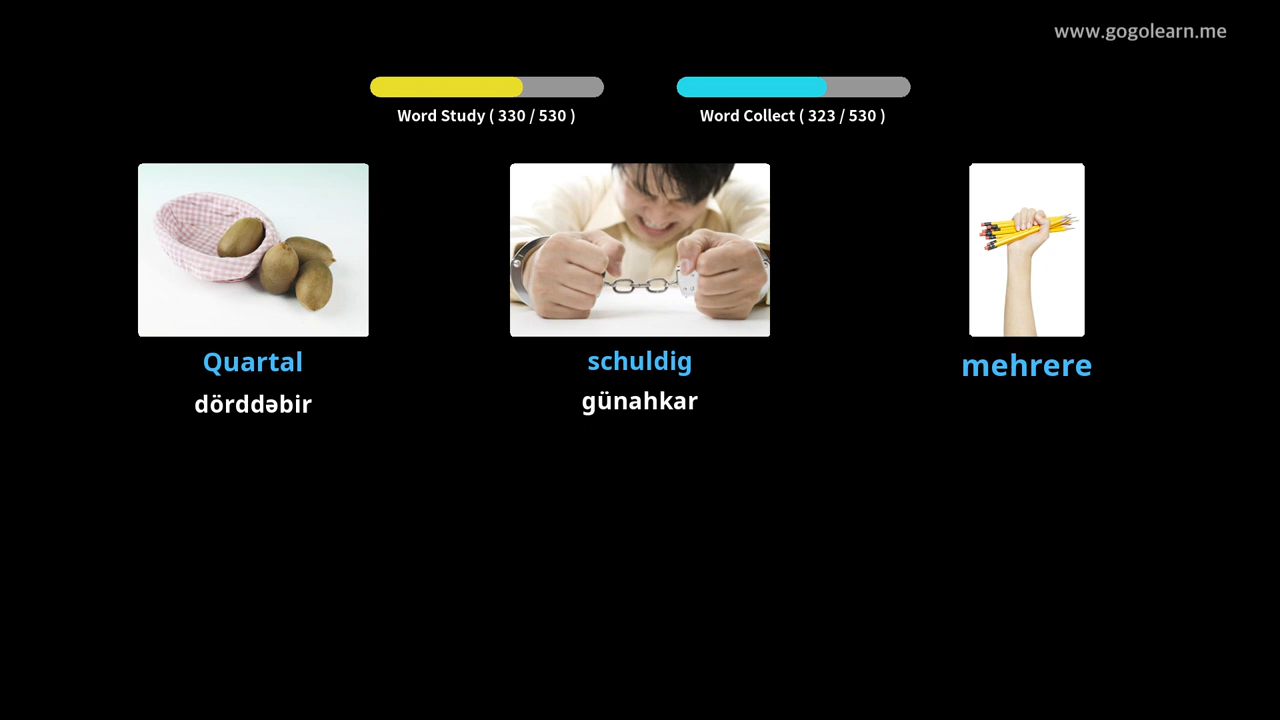 www.gogolearn.me
Word Study ( 330 / 530 )
Word Collect ( 323 / 530 )
Quartal
dörddəbir
schuldig
günahkar
mehrere